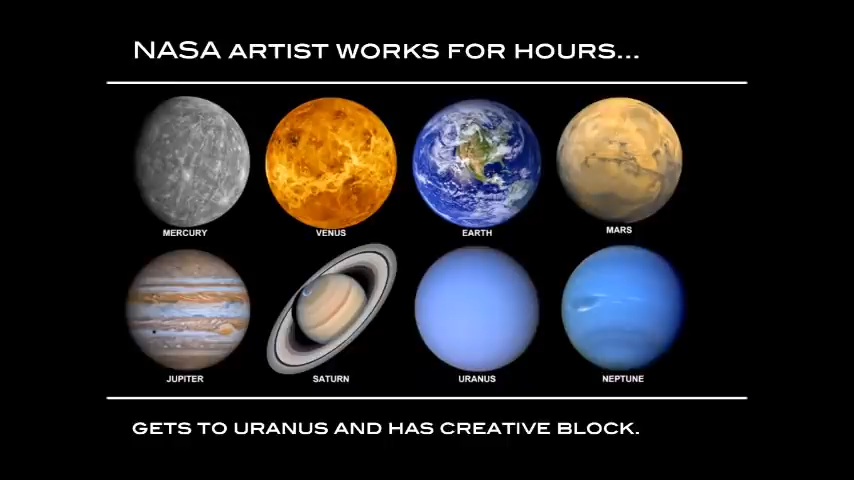 NASA ARTIST WORKS FOR HOURS...
MERCURY VENUS EARTH MARS
JUPITER SATURN URANUS NEPTUNE
GETS TO URANUS AND HAS CREATIVE BLOCK.